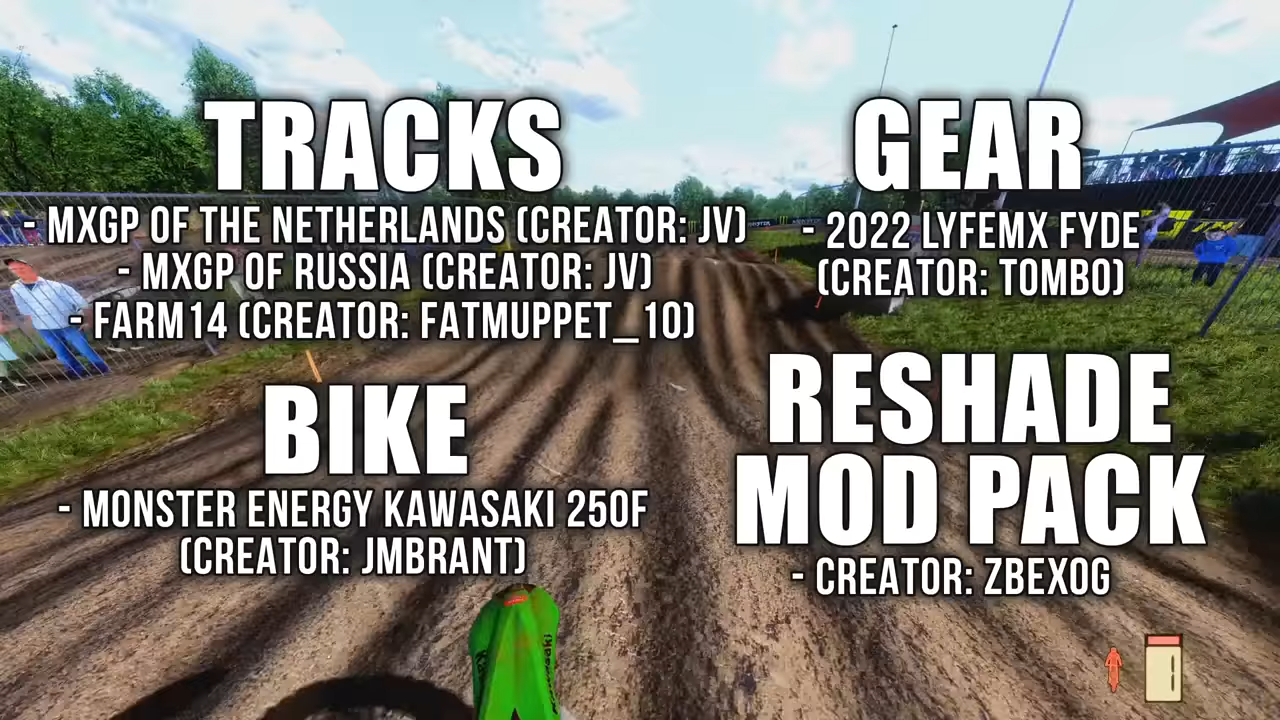 TRACKS
- MXGP OF THE NETHERLANDS (CREATOR: JV)
- MXGP OF RUSSIA (CREATOR: JV)
- FARM14 (CREATOR: FATMUPPET_10)
BIKE
- MONSTER ENERGY KAWASAKI 250F
(CREATOR: JMBRANT)
GEAR
- 2022 LYFEMX FYDE
(CREATOR: TOMBO)
RESHADE
MOD PACK
- CREATOR: ZBEXOG
Kawasaki